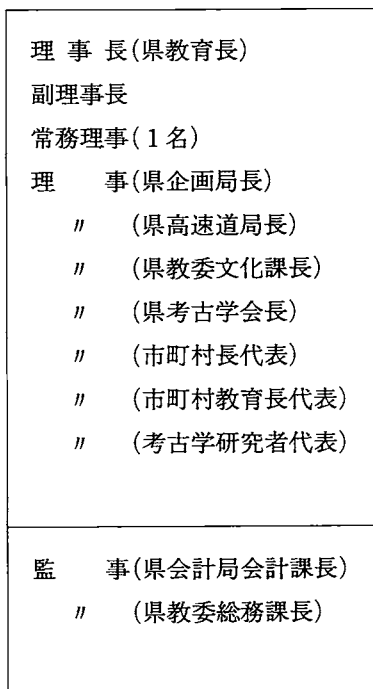 理事長(県教育長)
副理事長
常務理事(1名)
理　　事(県企画局長)
〃　(県高速道局長)
〃　(県教委文化課長)
〃　(県考古学会長)
〃　(市町村長代表)
〃　(市町村教育長代表)
〃　(考古学研究者代表)
監　　事(県会計局会計課長)
〃　(県教委総務課長)